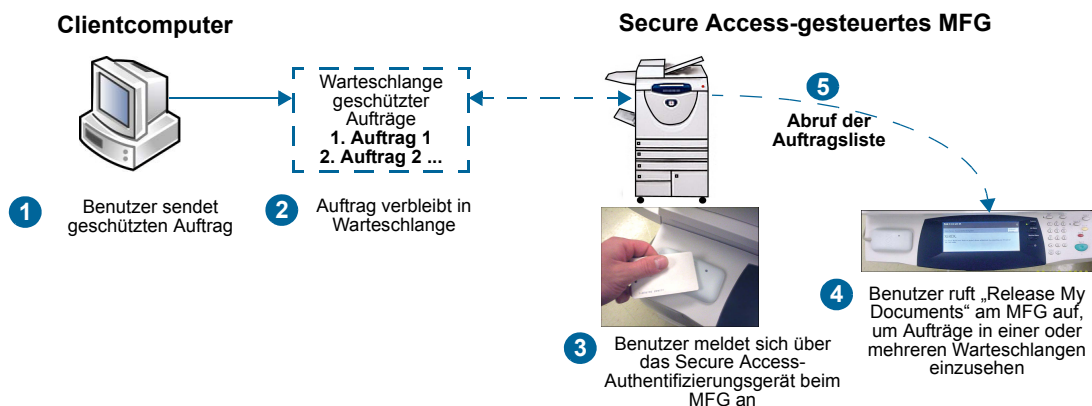 Clientcomputer
Secure Access-gesteuertes MFG
Warteschlange
geschützter
Aufträge
1. Auftrag 1
2. Auftrag 2 ...
5
Abruf der
Auftragsliste
1
Benutzer sendet
geschützten Auftrag
2
Auftrag verbleibt in
Warteschlange
3
Benutzer meldet sich über
das Secure Access-
Authentifizierungsgerät beim
MFG an
4
Benutzer ruft „Release My
Documents“ am MFG auf,
um Aufträge in einer oder
mehreren Warteschlangen
einzusehen